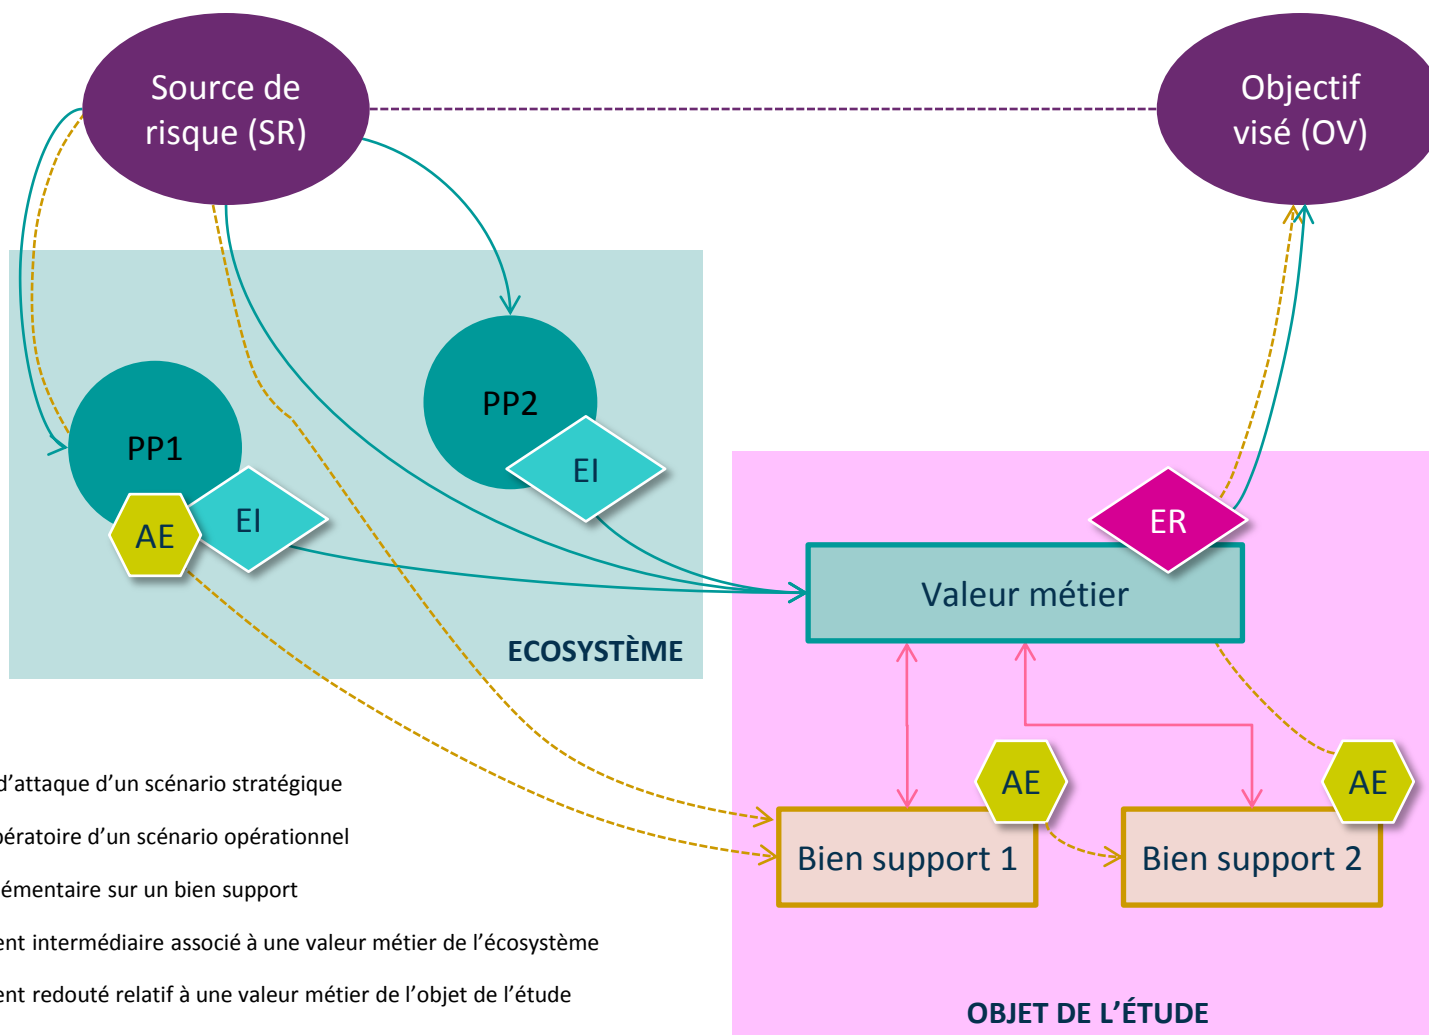 Source de
risque (SR)
Objectif
visé (OV)
PP2
EI
PP1
EI
AE
ECOSYSTÈME
ER
Valeur métier
AE
AE
Bien support 1
Bien support 2
OBJET DE L’ÉTUDE
d’attaque d’un scénario stratégique
pératoire d’un scénario opérationnel
émentaire sur un bien support
ent intermédiaire associé à une valeur métier de l’écosystème
ent redouté relatif à une valeur métier de l’objet de l’étude